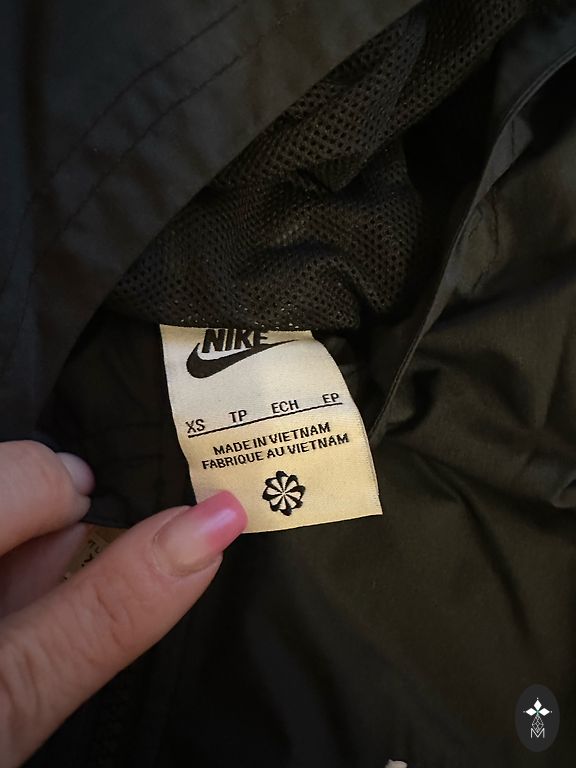 NIKE
XS TP ECH EP
MADE IN VIETNAM
FABRIQUE AU VIETNAM